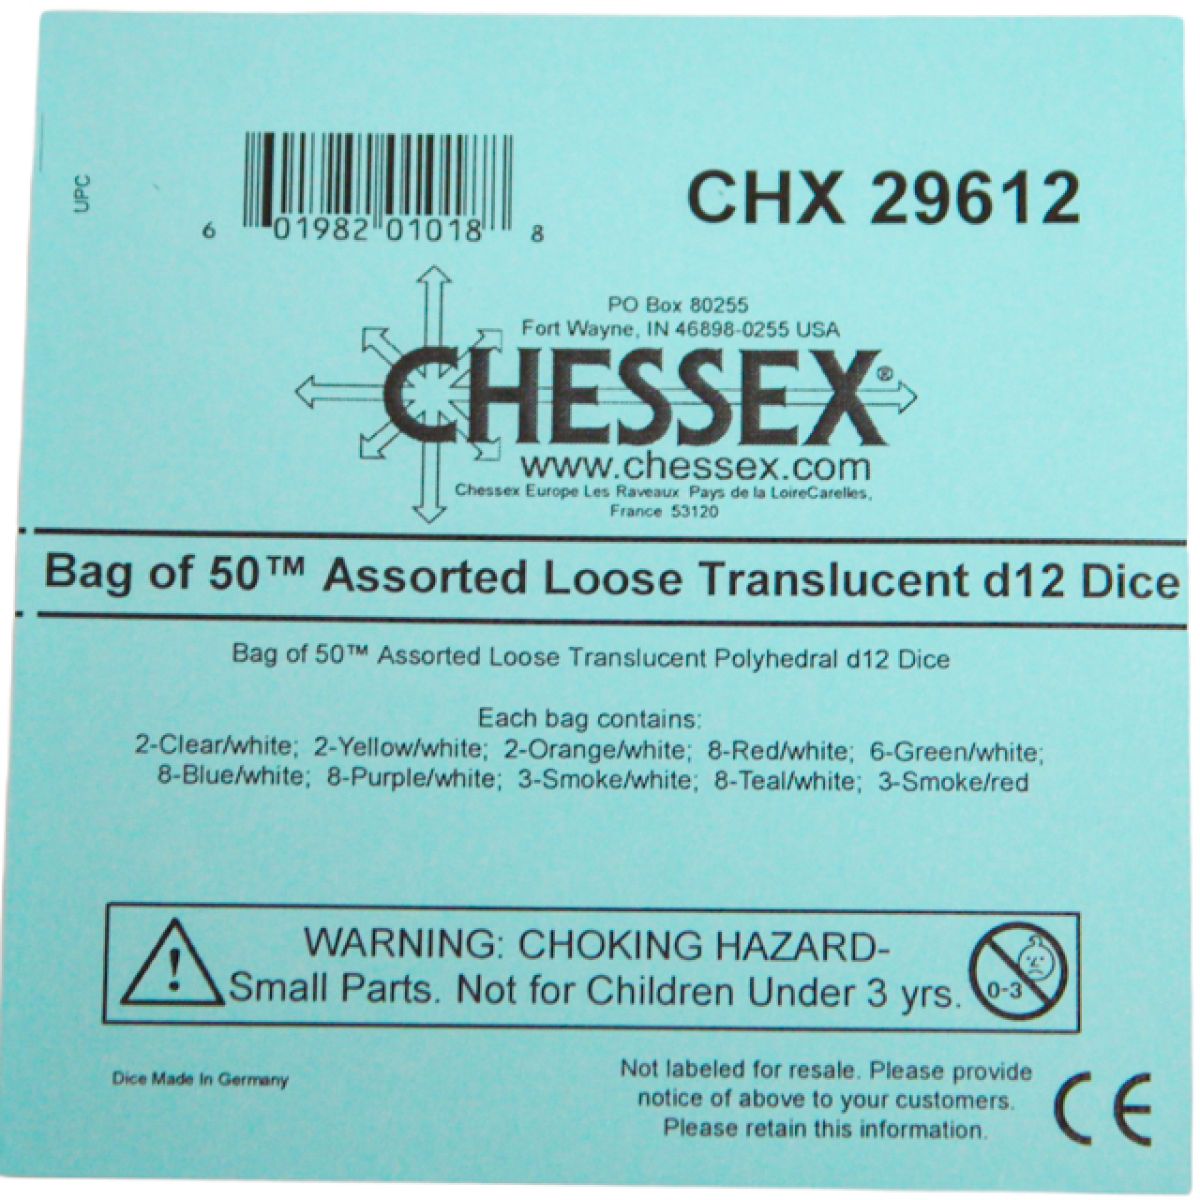 UPC
6 01982 01018 8
CHX 29612
PO Box 80255
Fort Wayne, IN 46898-0255 USA
CHESSEX®
www.chessex.com
Chessex Europe Les Raveaux Pays de la LoireCarelles,
France 53120
Bag of 50™ Assorted Loose Translucent d12 Dice
Bag of 50™ Assorted Loose Translucent Polyhedral d12 Dice
Each bag contains:
2-Clear/white; 2-Yellow/white; 2-Orange/white; 8-Red/white; 6-Green/white;
8-Blue/white; 8-Purple/white; 3-Smoke/white; 8-Teal/white; 3-Smoke/red
WARNING: CHOKING HAZARD-
! Small Parts. Not for Children Under 3 yrs.
0-3
Dice Made In Germany
Not labeled for resale. Please provide
notice of above to your customers.
Please retain this information.
CE